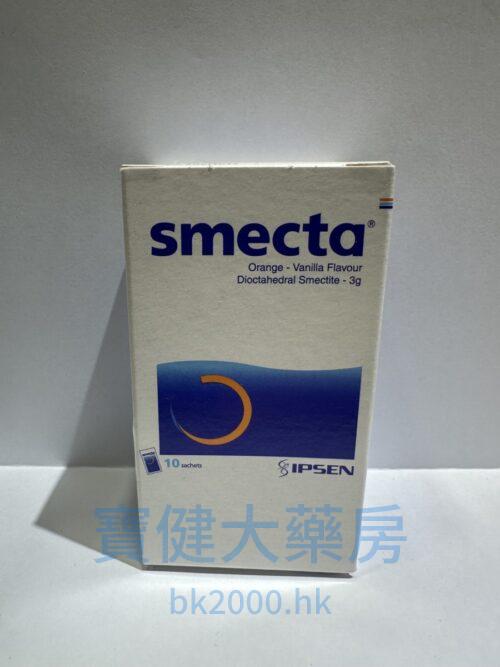 smecta®
Orange - Vanilla Flavour
Dioctahedral Smectite - 3g
10 sachets
IPSEN
寶健大藥房
bk2000.hk